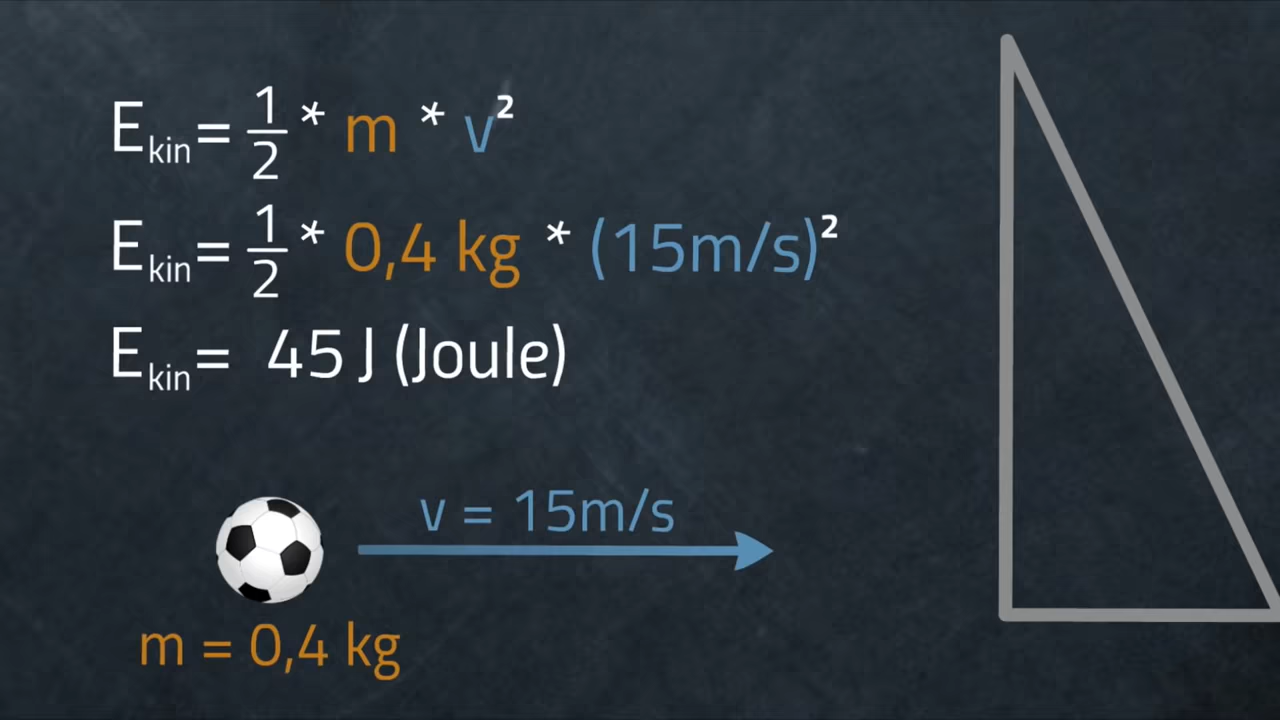 E_kin = 1/2 * m * v²
E_kin = 1/2 * 0,4 kg * (15m/s)²
E_kin = 45 J (Joule)
v = 15m/s
m = 0,4 kg